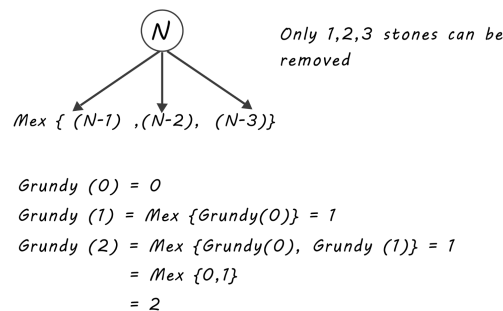 N
Only 1,2,3 stones can be
removed
Mex { (N-1) ,(N-2), (N-3)}
Grundy (0) = 0
Grundy (1) = Mex {Grundy(0)} = 1
Grundy (2) = Mex {Grundy(0), Grundy (1)} = 1
= Mex {0,1}
= 2